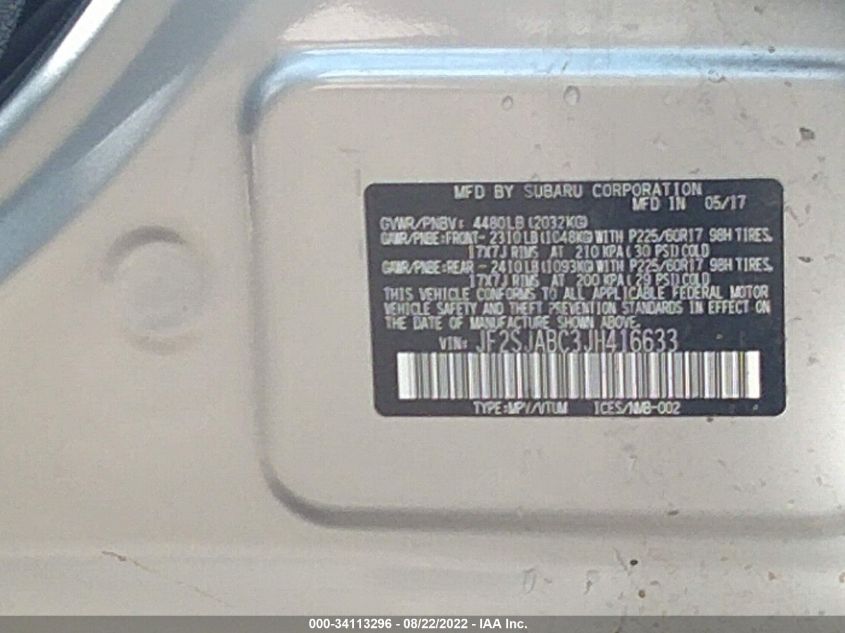 MFD BY SUBARU CORPORATION
MFD IN 05/17
GVWR/PNBV: 4480LB (2032KG)
GAWR/PNBE:FRONT-2310LB(1048KG)WITH P225/60R17 98H TIRES,
17X7J RIMS AT 210 KPA(30 PSI)COLD
GAWR/PNBE:REAR -2410LB(1093KG)WITH P225/60R17 98H TIRES,
17X7J RIMS AT 200 KPA(29 PSI)COLD
THIS VEHICLE CONFORMS TO ALL APPLICABLE FEDERAL MOTOR
VEHICLE SAFETY AND THEFT PREVENTION STANDARDS IN EFFECT ON
THE DATE OF MANUFACTURE SHOWN ABOVE.
VIN: JF2SJABC3JH416633
TYPE:MPV/VTUM ICES/NMB-002
000-34113296 - 08/22/2022 - IAA Inc.